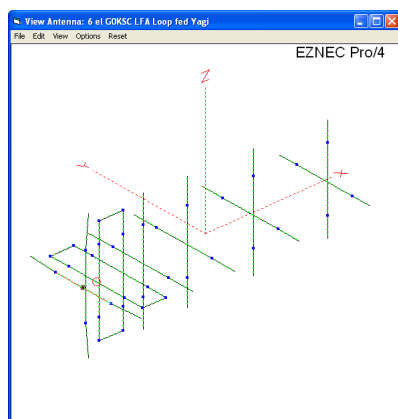 View Antenna: 6 el G0KSC LFA Loop fed Yagi
File Edit View Options Reset
EZNEC Pro/4
Z
Y
X